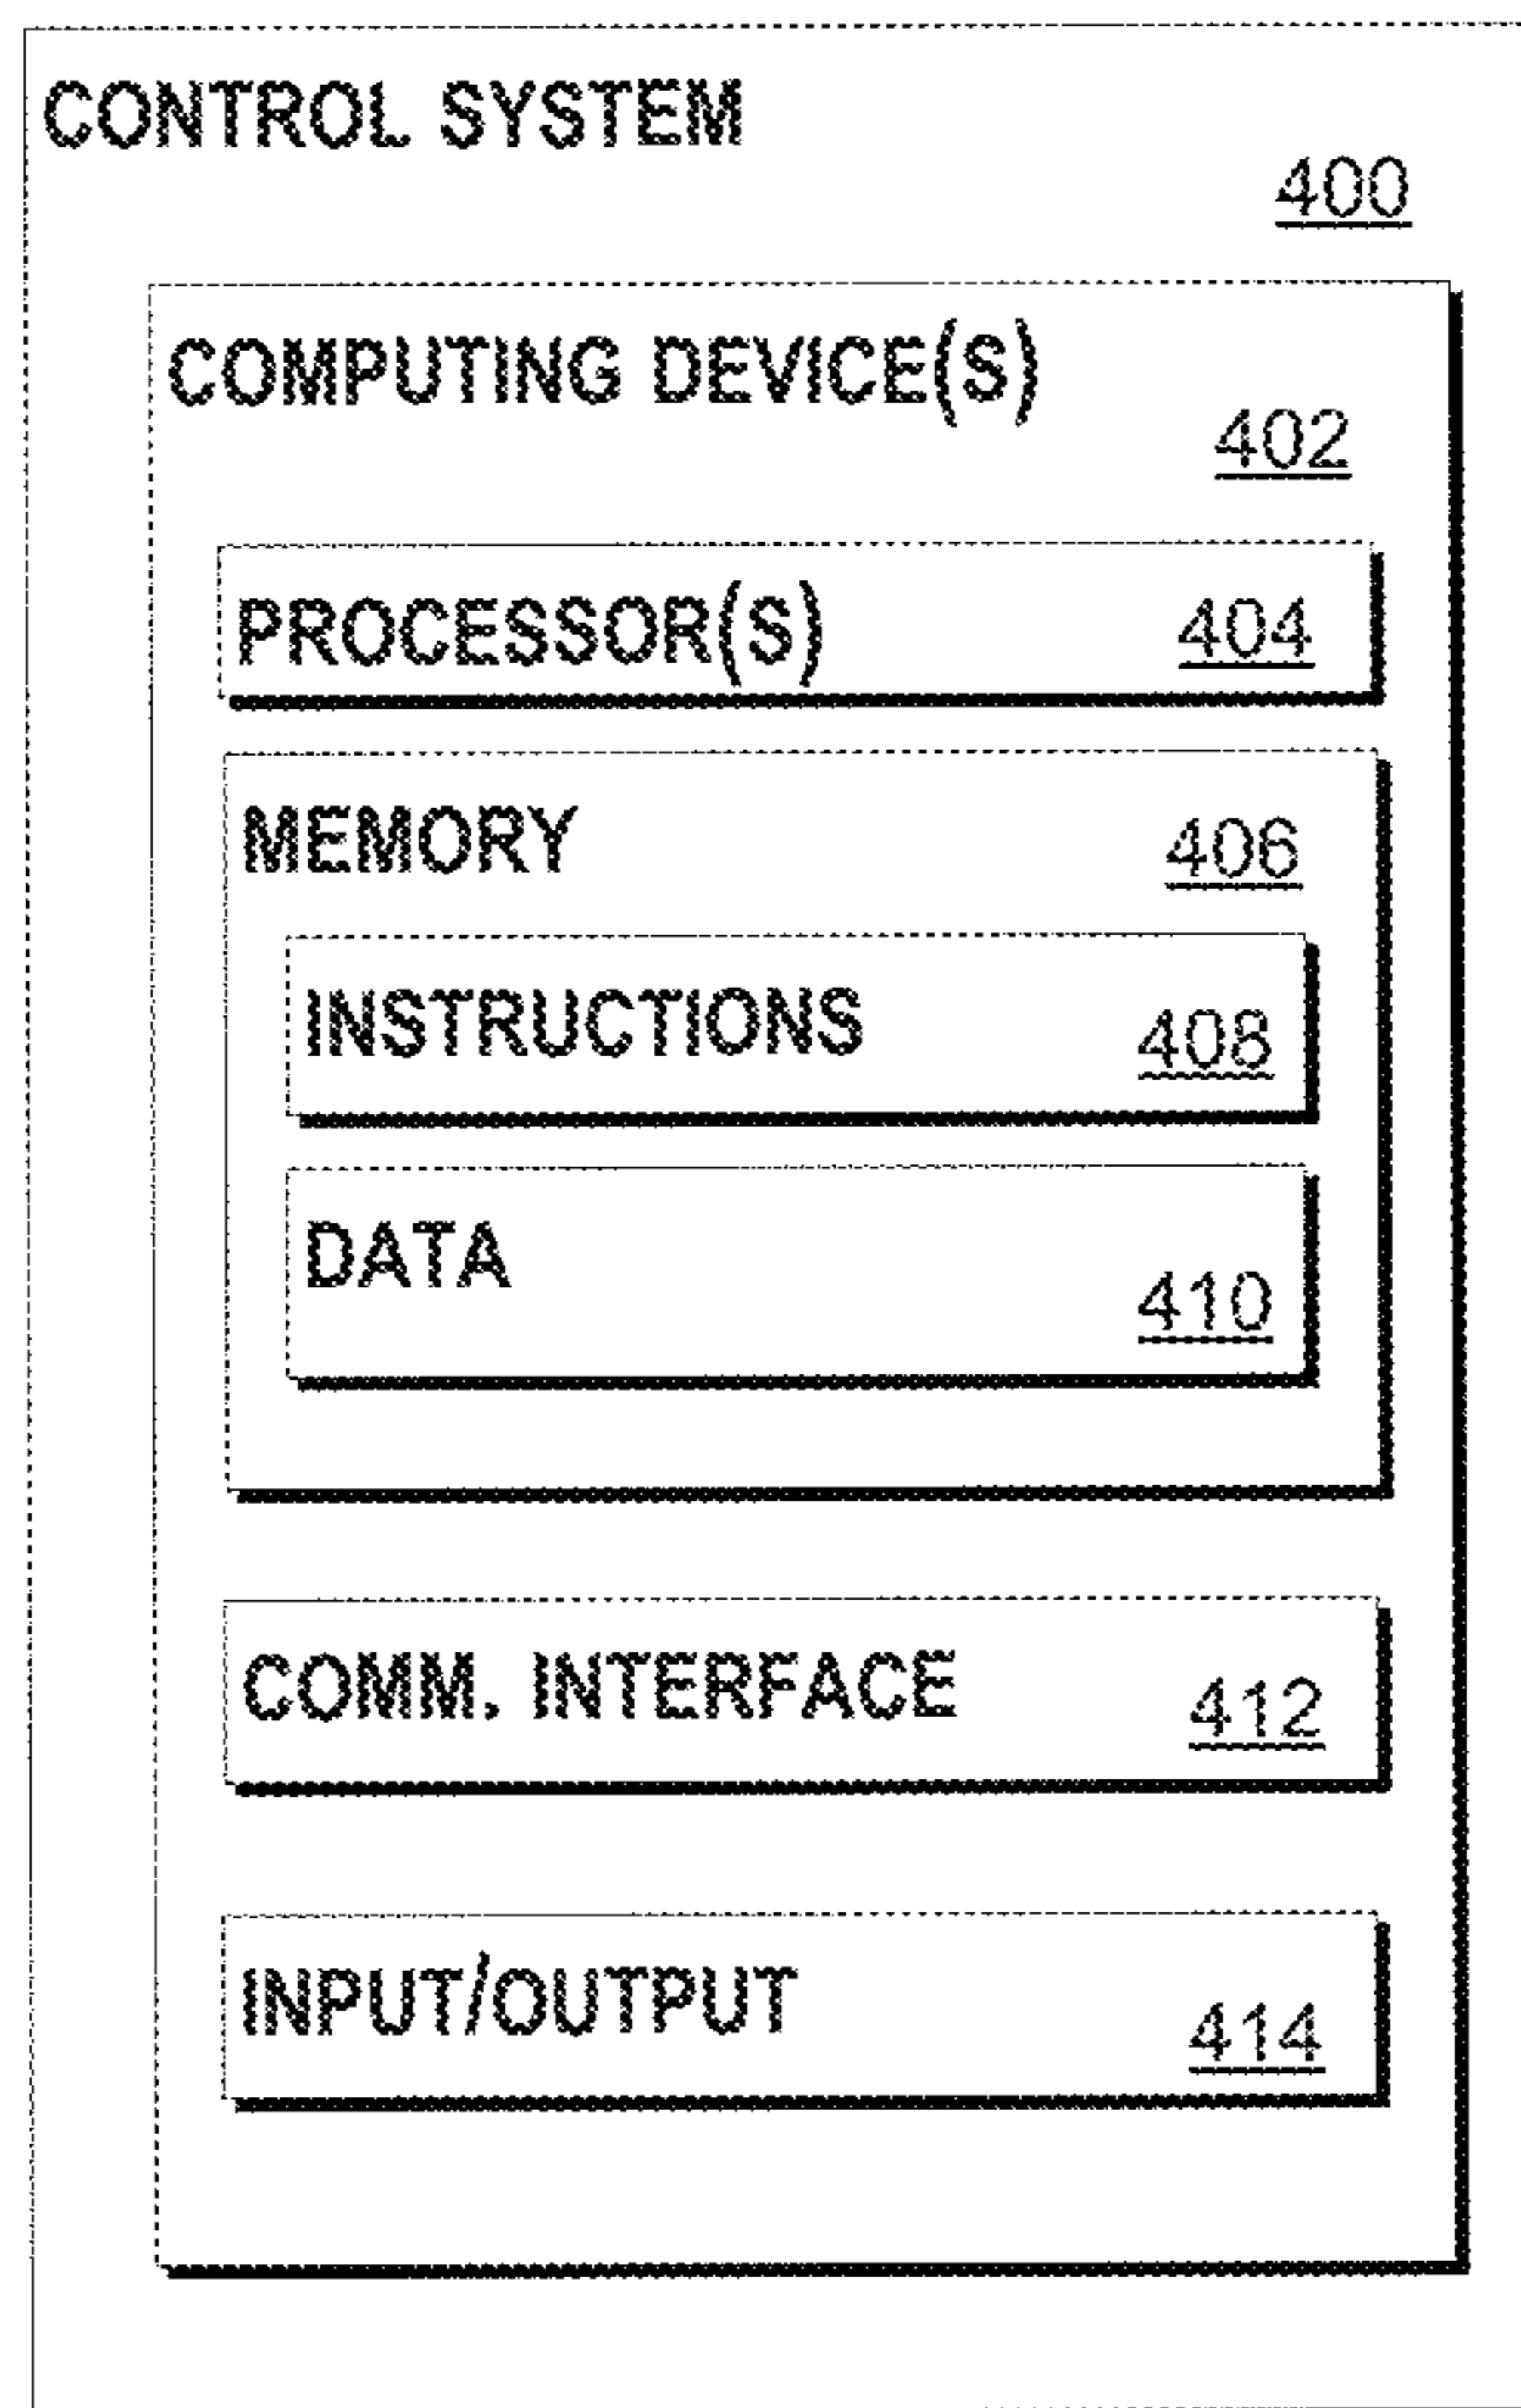 CONTROL SYSTEM
400
COMPUTING DEVICE(S)
402
PROCESSOR(S) 404
MEMORY 406
INSTRUCTIONS 408
DATA
410
COMM. INTERFACE 412
INPUT/OUTPUT
414